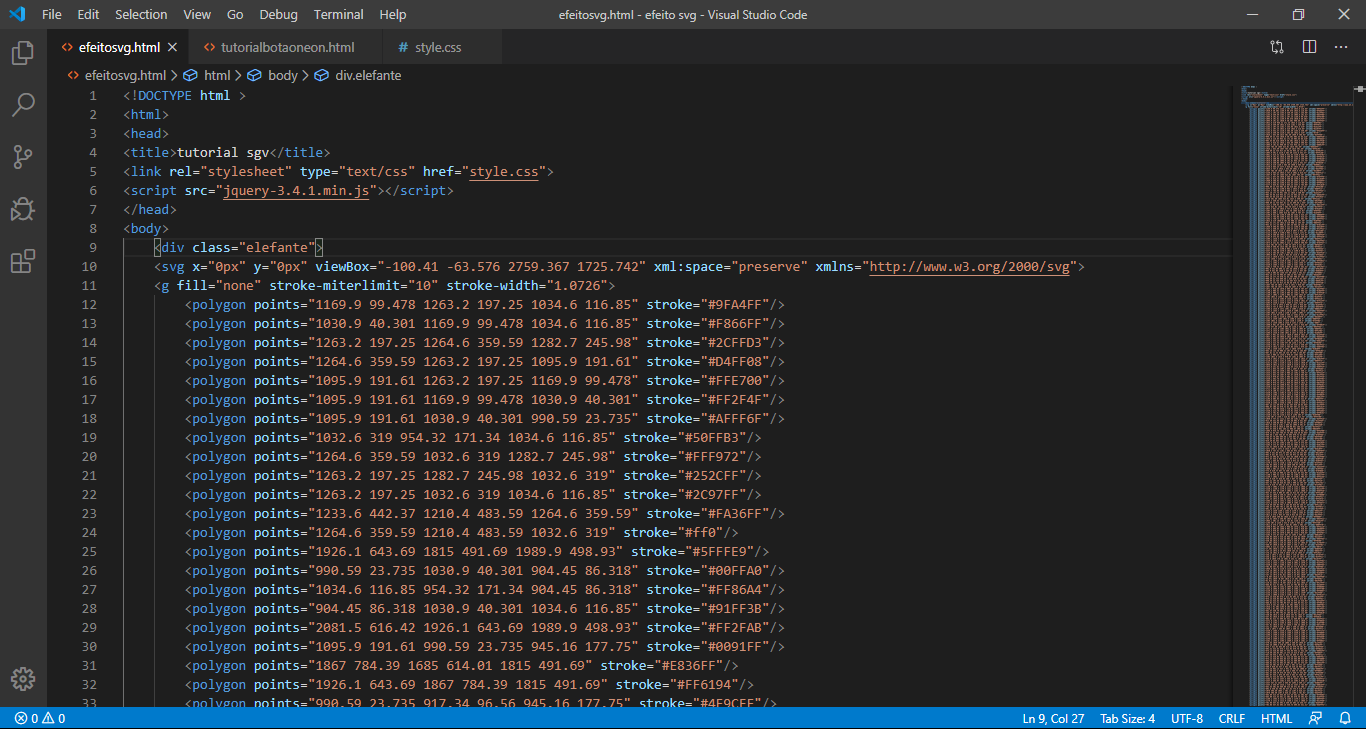 File Edit Selection View Go Debug Terminal Help efeitosvg.html - efeito svg - Visual Studio Code
efeitosvg.html tutorialbotaoneon.html # style.css
efeitosvg.html > html > body > div.elefante
1 <!DOCTYPE html >
2 <html>
3 <head>
4 <title>tutorial sgv</title>
5 <link rel="stylesheet" type="text/css" href="style.css">
6 <script src="jquery-3.4.1.min.js"></script>
7 </head>
8 <body>
9 <div class="elefante">
10 <svg x="0px" y="0px" viewBox="-100.41 -63.576 2759.367 1725.742" xml:space="preserve" xmlns="http://www.w3.org/2000/svg">
11 <g fill="none" stroke-miterlimit="10" stroke-width="1.0726">
12 <polygon points="1169.9 99.478 1263.2 197.25 1034.6 116.85" stroke="#9FA4FF"/>
13 <polygon points="1030.9 40.301 1169.9 99.478 1034.6 116.85" stroke="#F866FF"/>
14 <polygon points="1263.2 197.25 1264.6 359.59 1282.7 245.98" stroke="#2CFFD3"/>
15 <polygon points="1264.6 359.59 1263.2 197.25 1095.9 191.61" stroke="#D4FF08"/>
16 <polygon points="1095.9 191.61 1263.2 197.25 1169.9 99.478" stroke="#FFE700"/>
17 <polygon points="1095.9 191.61 1169.9 99.478 1030.9 40.301" stroke="#FF2F4F"/>
18 <polygon points="1095.9 191.61 1030.9 40.301 990.59 23.735" stroke="#AFFF6F"/>
19 <polygon points="1032.6 319 954.32 171.34 1034.6 116.85" stroke="#50FFB3"/>
20 <polygon points="1264.6 359.59 1032.6 319 1282.7 245.98" stroke="#FFF972"/>
21 <polygon points="1263.2 197.25 1282.7 245.98 1032.6 319" stroke="#252CFF"/>
22 <polygon points="1263.2 197.25 1032.6 319 1034.6 116.85" stroke="#2C97FF"/>
23 <polygon points="1233.6 442.37 1210.4 483.59 1264.6 359.59" stroke="#FA36FF"/>
24 <polygon points="1264.6 359.59 1210.4 483.59 1032.6 319" stroke="#ff0"/>
25 <polygon points="1926.1 643.69 1815 491.69 1989.9 498.93" stroke="#5FFFE9"/>
26 <polygon points="990.59 23.735 1030.9 40.301 904.45 86.318" stroke="#00FFA0"/>
27 <polygon points="1034.6 116.85 954.32 171.34 904.45 86.318" stroke="#FF86A4"/>
28 <polygon points="904.45 86.318 1030.9 40.301 1034.6 116.85" stroke="#91FF3B"/>
29 <polygon points="2081.5 616.42 1926.1 643.69 1989.9 498.93" stroke="#FF2FAB"/>
30 <polygon points="1095.9 191.61 990.59 23.735 945.16 177.75" stroke="#0091FF"/>
31 <polygon points="1867 784.39 1685 614.01 1815 491.69" stroke="#E836FF"/>
32 <polygon points="1926.1 643.69 1867 784.39 1815 491.69" stroke="#FF6194"/>
33 <polygon points="990.59 23.735 917.34 96.56 945.16 177.75"
0 0 Ln 9, Col 27 Tab Size: 4 UTF-8 CRLF HTML